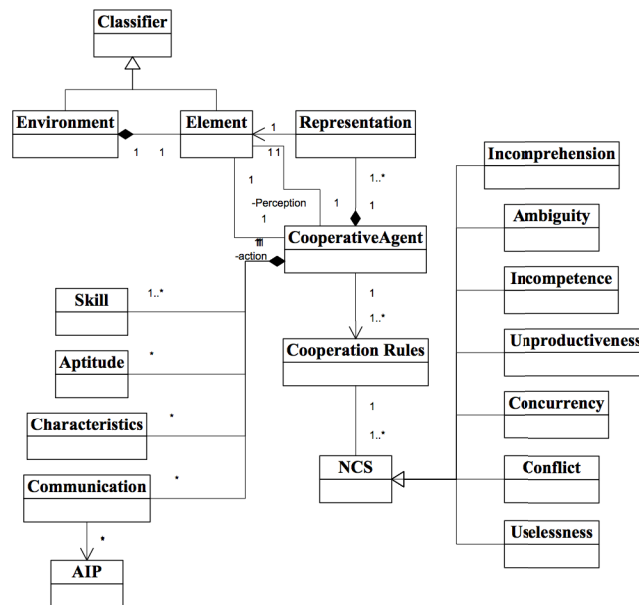 Classifier
Environment
Element
Representation
1
1 1
1 1
1
1..*
-Perception
1
1
1
CooperativeAgent
-action
Incomprehension
Ambiguity
Incompetence
Unproductiveness
Concurrency
Conflict
Uselessness
Skill
1..*
Aptitude
*
Characteristics
*
Communication
*
*
AIP
1
1..*
Cooperation Rules
1
1..*
NCS